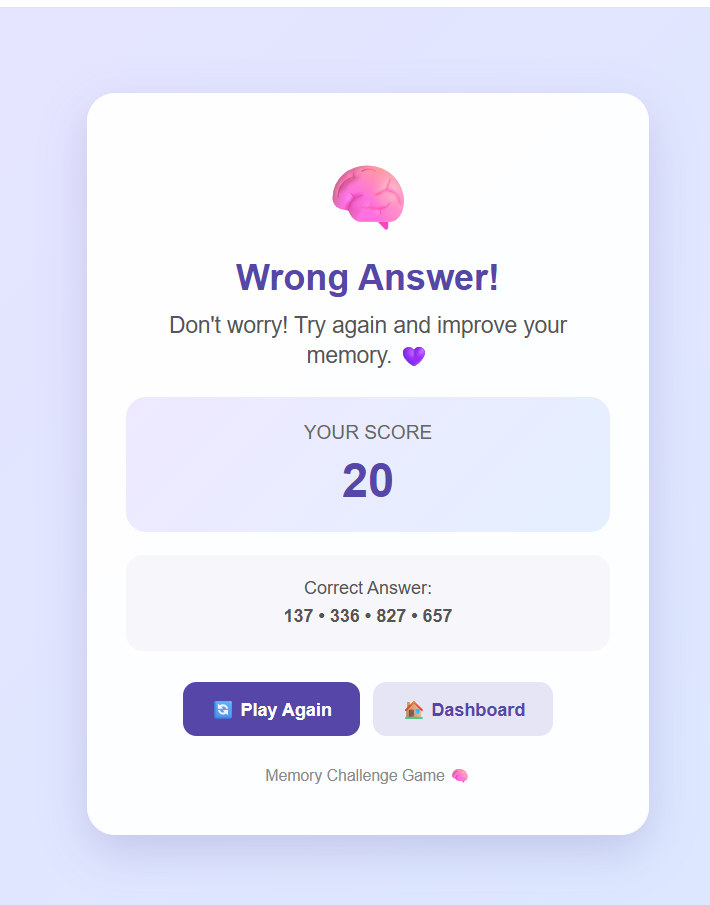 Wrong Answer!
Don't worry! Try again and improve your
memory. 💜
YOUR SCORE
20
Correct Answer:
137 • 336 • 827 • 657
🔄 Play Again
🏠 Dashboard
Memory Challenge Game 🧠